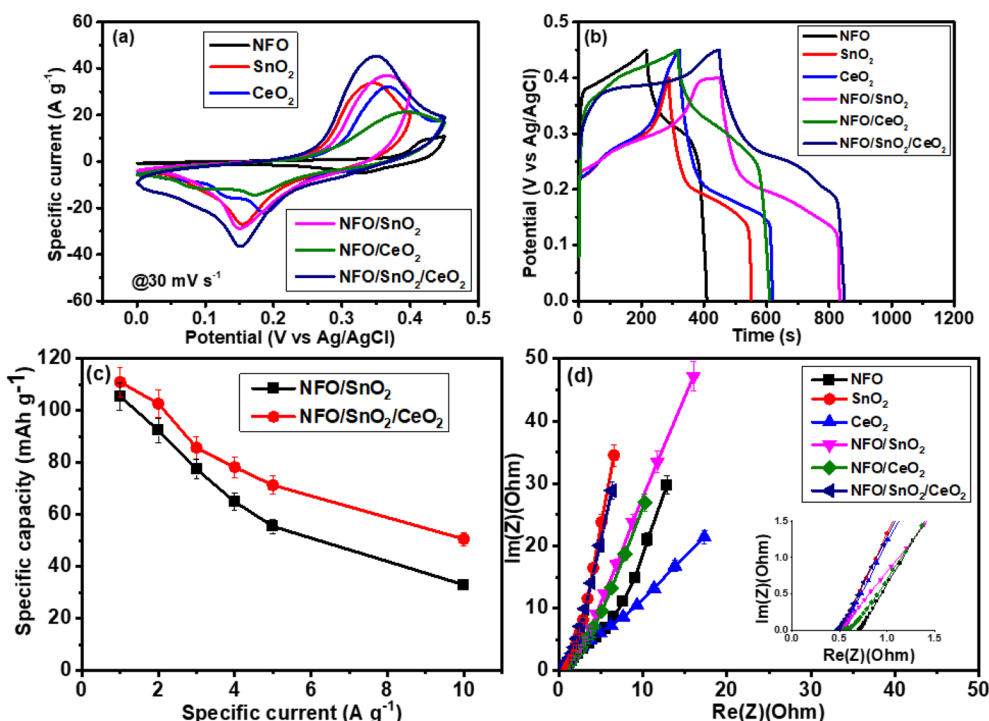 (a)
NFO
SnO₂
CeO₂
NFO/SnO₂
NFO/CeO₂
NFO/SnO₂/CeO₂
@30 mV s⁻¹
60
40
20
0
-20
-40
-60
Specific current (A g⁻¹)
0.0 0.1 0.2 0.3 0.4 0.5
Potential (V vs Ag/AgCl)
(b)
NFO
SnO₂
CeO₂
NFO/SnO₂
NFO/CeO₂
NFO/SnO₂/CeO₂
0.5
0.4
0.3
0.2
0.1
0.0
Potential (V vs Ag/AgCl)
0 200 400 600 800 1000 1200
Time (s)
(c)
NFO/SnO₂
NFO/SnO₂/CeO₂
120
100
80
60
40
20
0
Specific capacity (mAh g⁻¹)
2 4 6 8 10
Specific current (A g⁻¹)
(d)
NFO
SnO₂
CeO₂
NFO/SnO₂
NFO/CeO₂
NFO/SnO₂/CeO₂
50
40
30
20
10
0
Im(Z)(Ohm)
1.5
1.0
0.5
0.0
Im(Z)(Ohm)
0.0 0.5 1.0 1.5
Re(Z)(Ohm)
0 10 20 30 40 50
Re(Z)(Ohm)